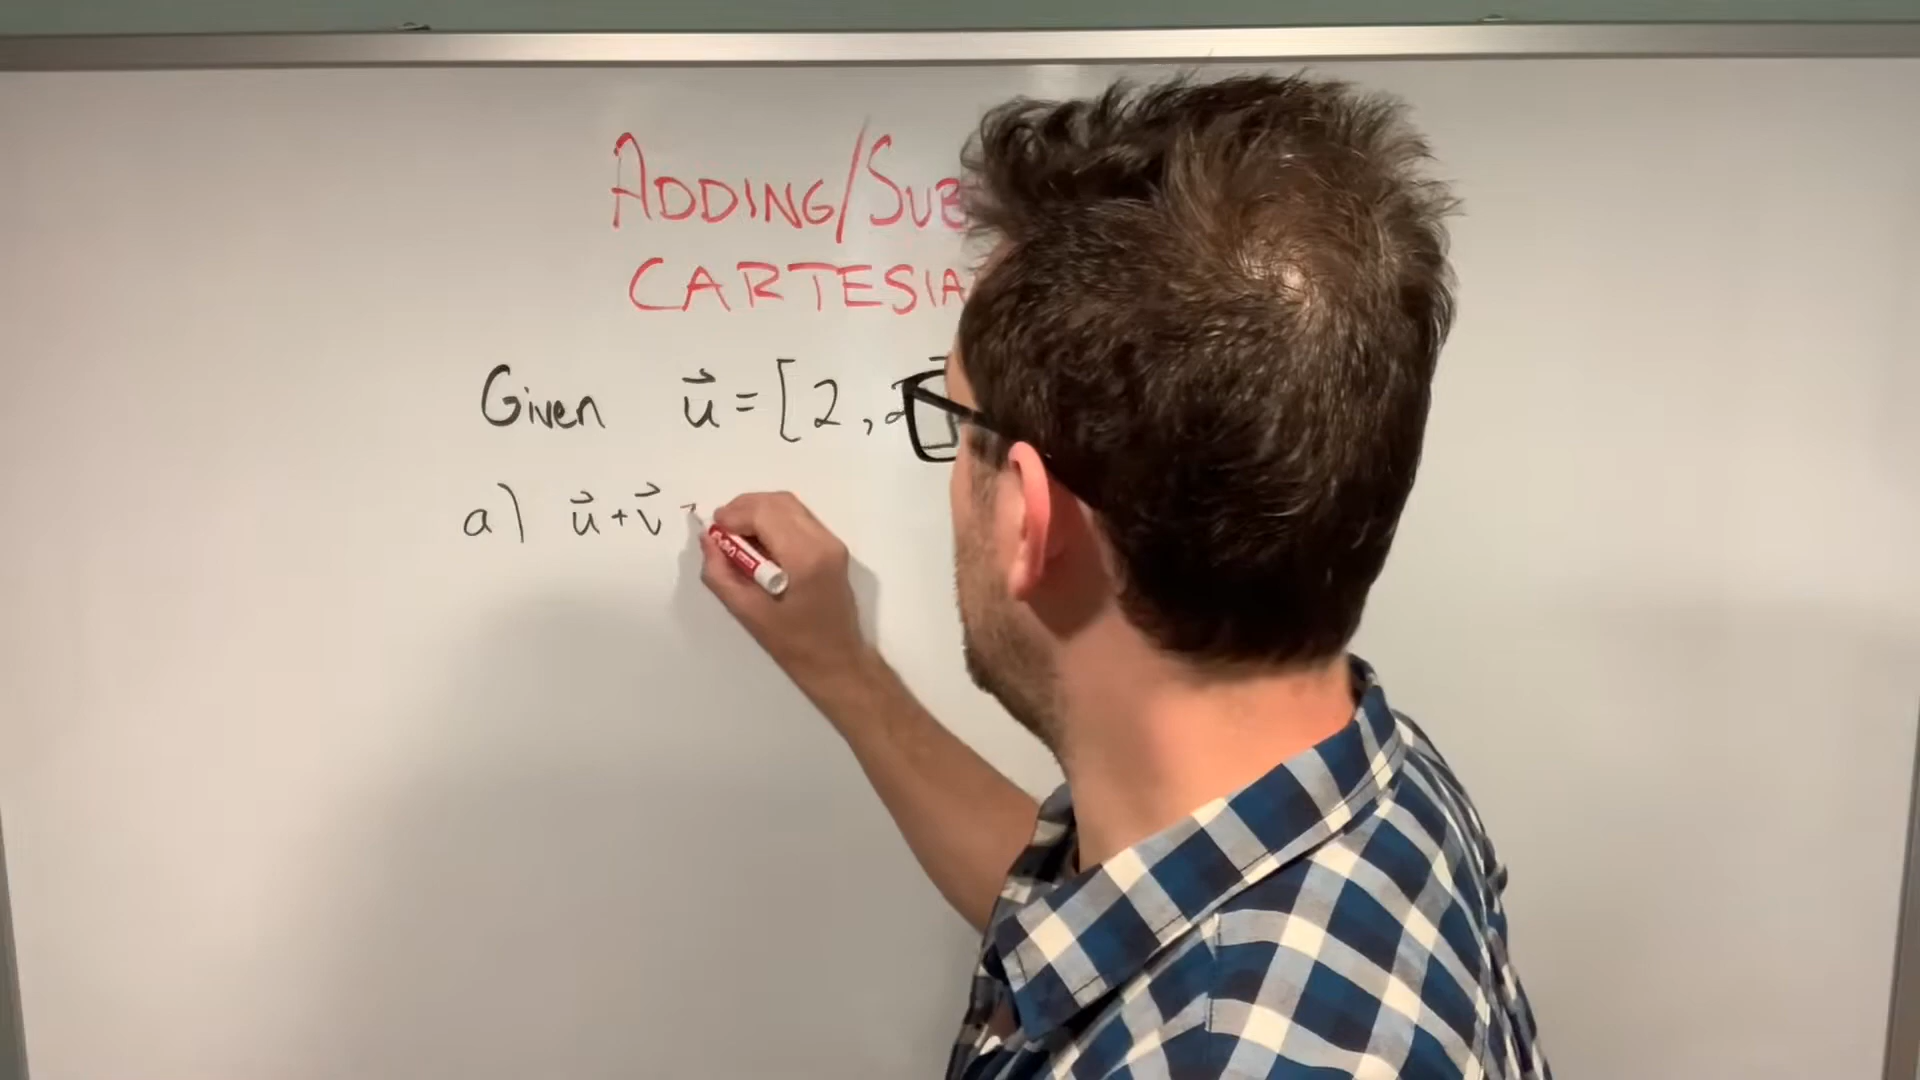 ADDING/SUB
CARTESIA
Given u⃗ = [2,
a) u⃗ + v⃗